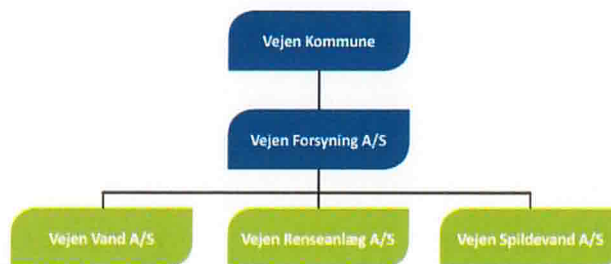 Vejen Kommune
Vejen Forsyning A/S
Vejen Vand A/S
Vejen Renseanlæg A/S
Vejen Spildevand A/S